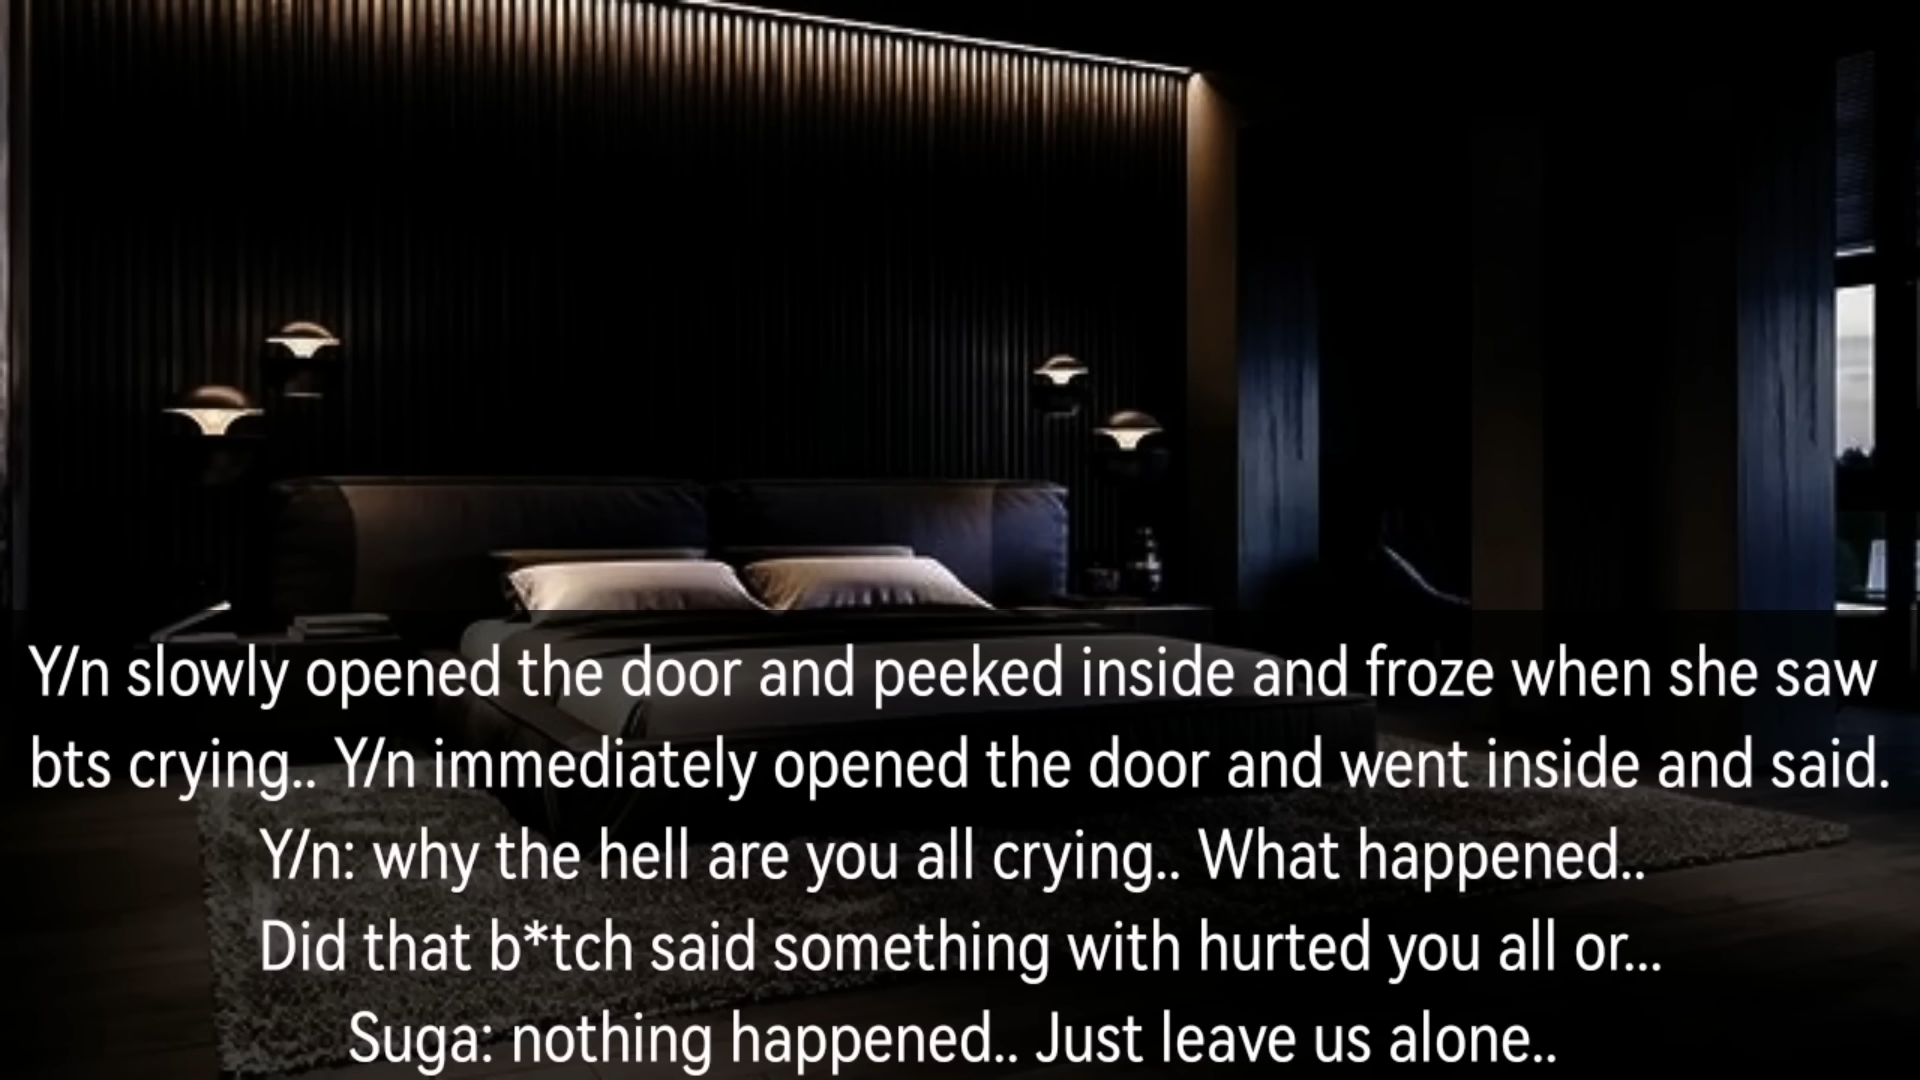 Y/n slowly opened the door and peeked inside and froze when she saw
bts crying.. Y/n immediately opened the door and went inside and said.
Y/n: why the hell are you all crying.. What happened..
Did that b*tch said something with hurted you all or...
Suga: nothing happened.. Just leave us alone..